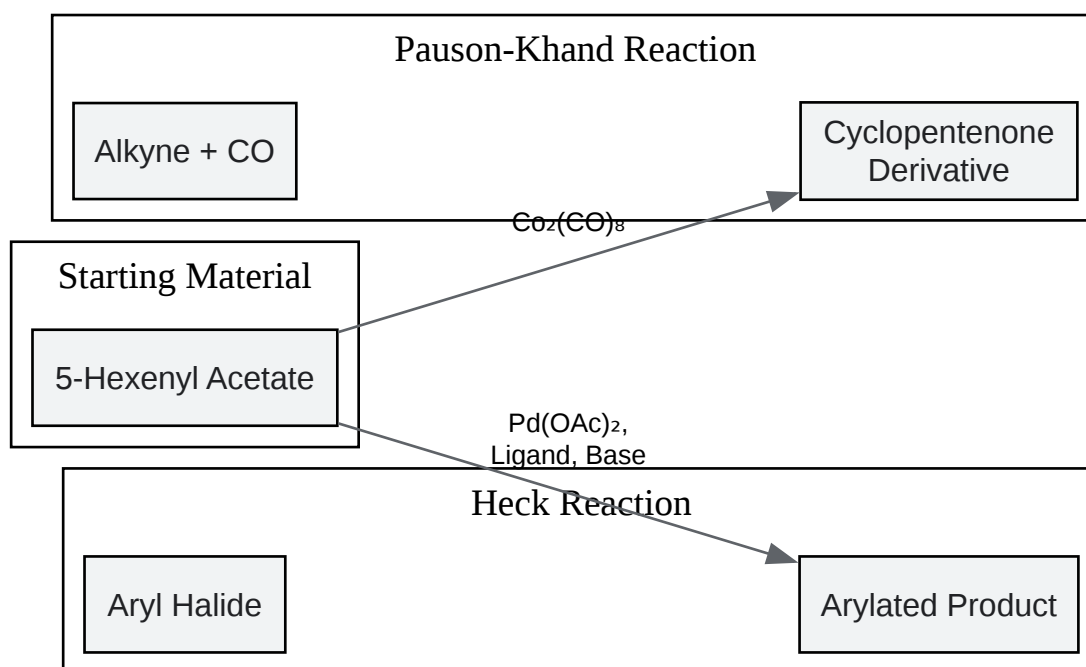 Pauson-Khand Reaction
Alkyne + CO
Cyclopentenone
Derivative
Co₂(CO)₈
Starting Material
5-Hexenyl Acetate
Pd(OAc)₂,
Ligand, Base
Heck Reaction
Aryl Halide
Arylated Product